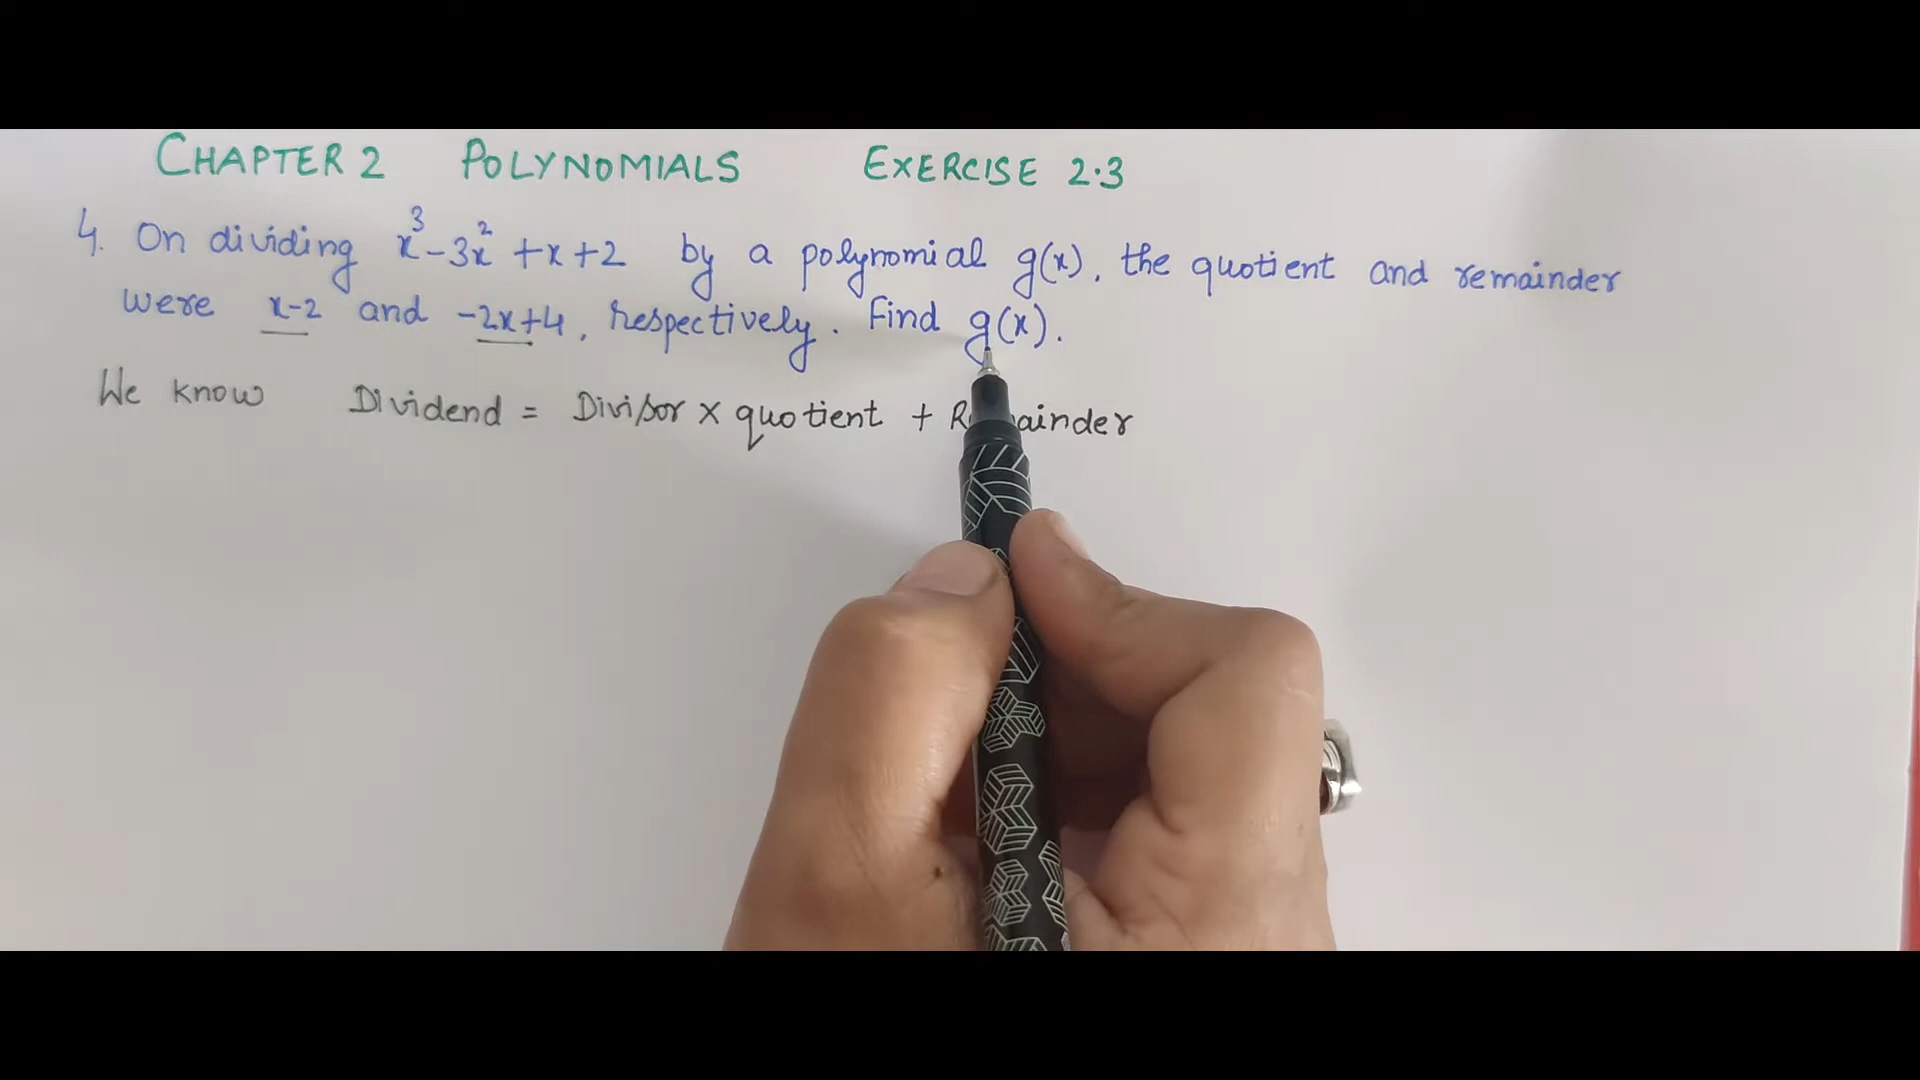 CHAPTER 2 POLYNOMIALS EXERCISE 2.3
4. On dividing x³-3x²+x+2 by a polynomial g(x), the quotient and remainder
were x-2 and -2x+4, respectively. Find g(x).
We know Dividend = Divisor × quotient +